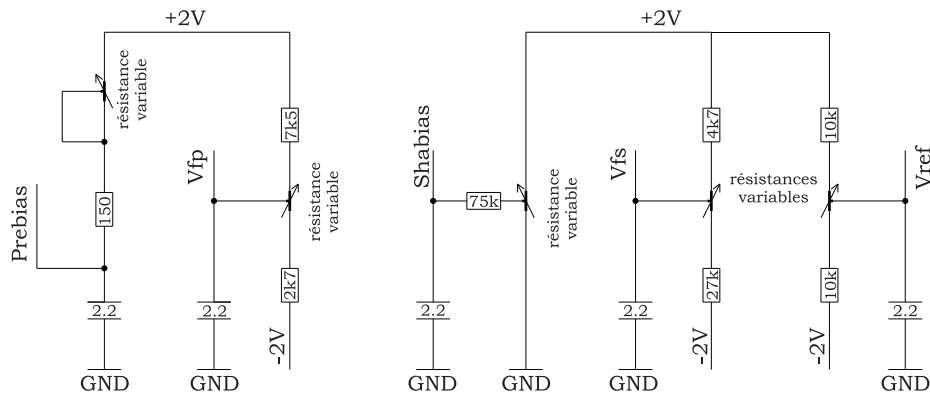 +2V
+2V
résistance
variable
7k5
4k7
10k
Prebias
150
Vfp
résistance
variable
Shabias
75k
résistance
variable
Vfs
résistances
variables
Vref
2k7
27k
10k
2.2
2.2
2.2
2.2
2.2
-2V
-2V
-2V
GND
GND
GND
GND
GND
GND